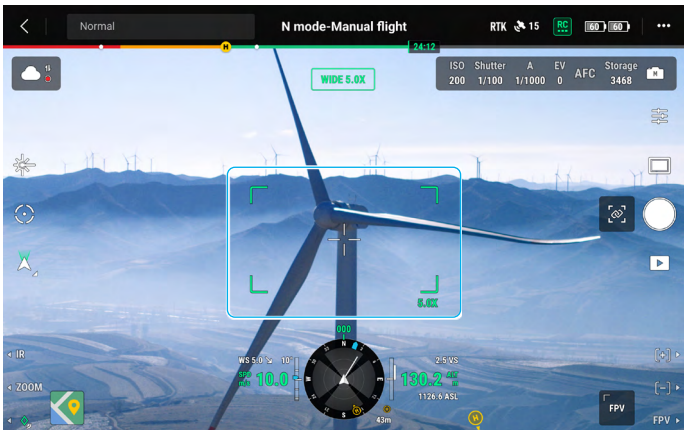 Normal
N mode-Manual flight
RTK 15
RC
60 60
H
24:12
WIDE 5.0X
ISO Shutter A EV Storage
200 1/100 1/1000 0 AFC 3468
M
5.0X
000
N
WS 5.0 10°
2.5 VS
SPD
m/s 10.0
W E
130.2 ALT
m
1126.6 ASL
S
43m
H
IR
ZOOM
FPV
FPV